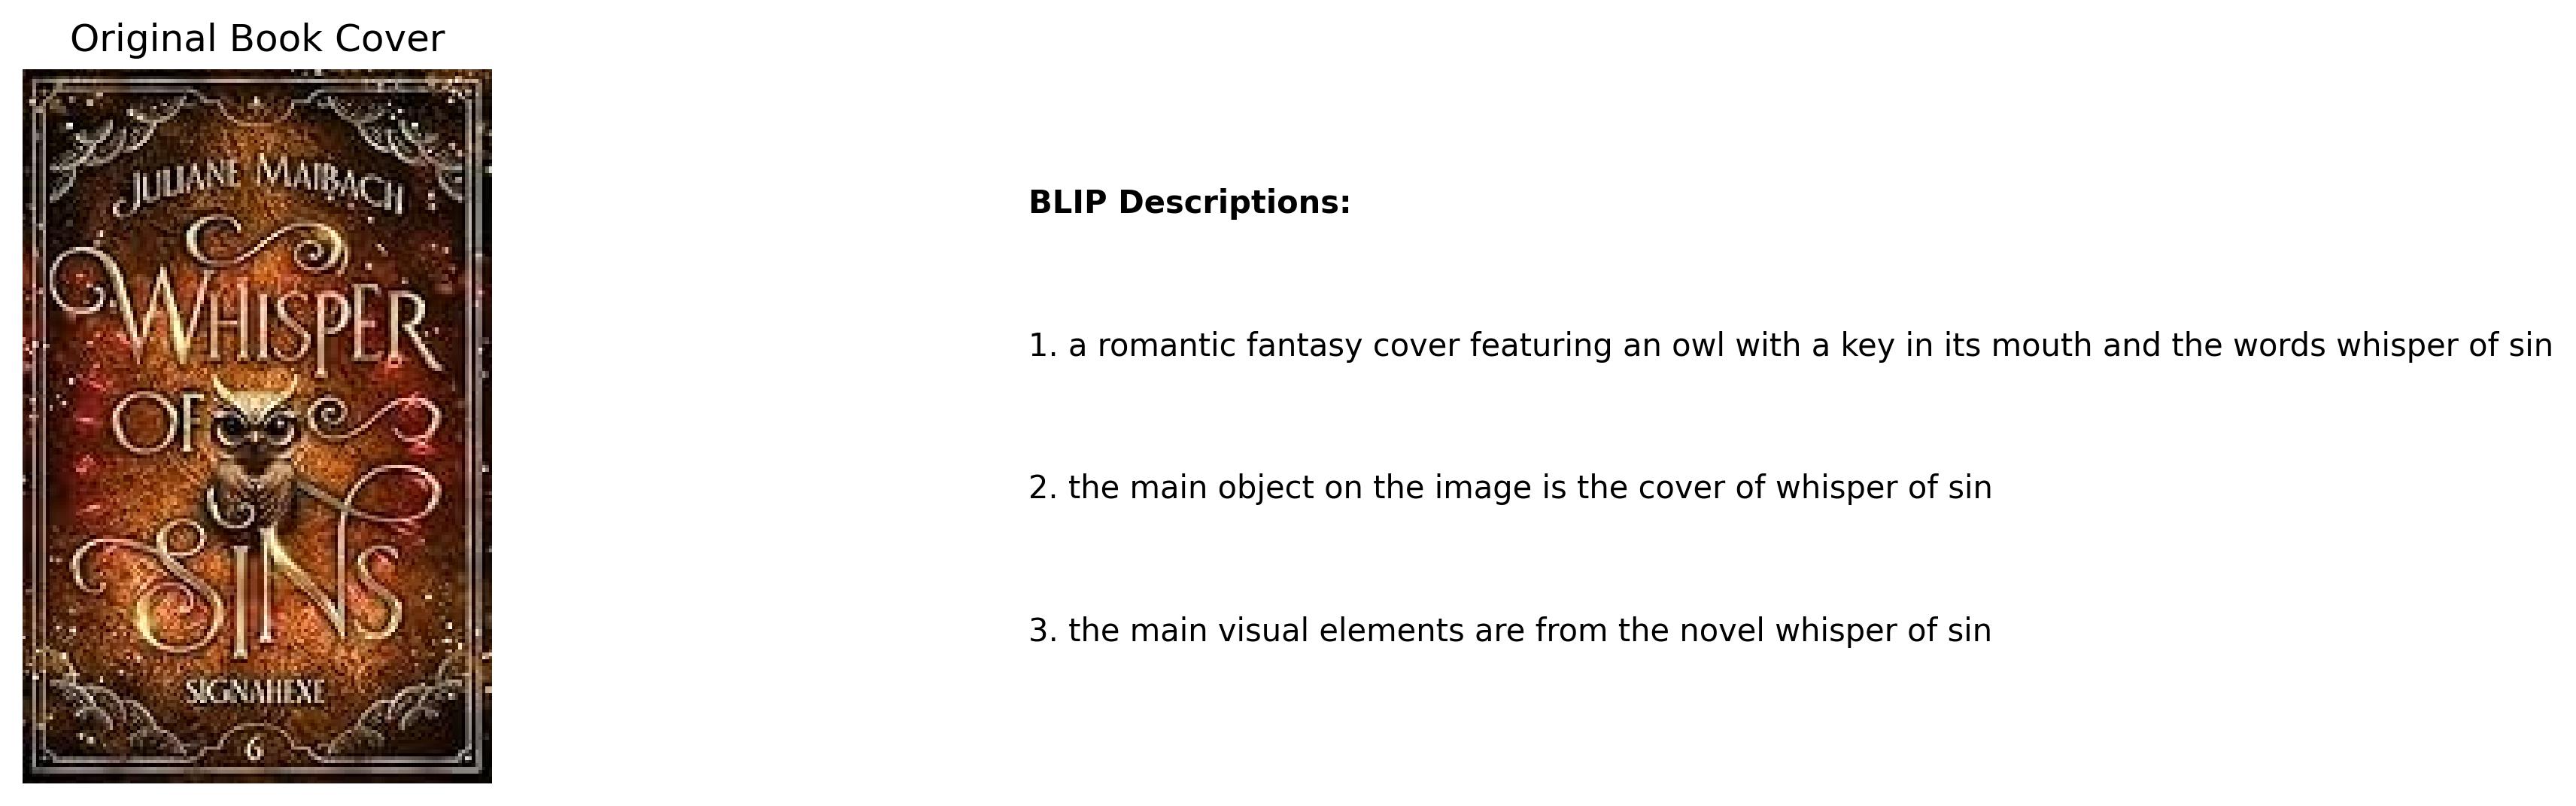 Original Book Cover
JULIANE MAIBACH
WHISPER
OF
SINS
SIGNAHEXE
6
BLIP Descriptions:
1. a romantic fantasy cover featuring an owl with a key in its mouth and the words whisper of sin
2. the main object on the image is the cover of whisper of sin
3. the main visual elements are from the novel whisper of sin